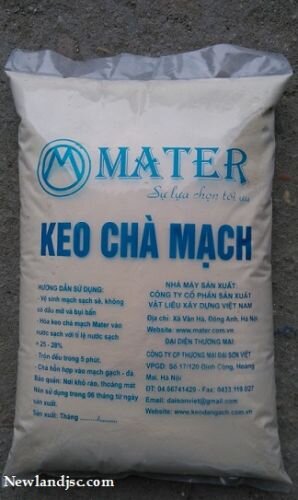 MATER
Sự lựa chọn tối ưu
KEO CHÀ MẠCH
HƯỚNG DẪN SỬ DỤNG:
- Vệ sinh mạch sạch sẽ, không
có dầu mỡ và bụi bẩn
- Hòa keo chà mạch Mater vào
nước sạch với tỉ lệ nước sạch
= 25 - 28%
- Trộn đều trong 5 phút.
- Chà hỗn hợp vào mạch gạch - đá.
Bảo quản: Nơi khô ráo, thoáng mát
Nên sử dụng trong 06 tháng từ ngày
sản xuất.
Sản xuất: Tháng
NHÀ MÁY SẢN XUẤT:
CÔNG TY CỔ PHẦN SẢN XUẤT
VẬT LIỆU XÂY DỰNG VIỆT NAM
Địa chỉ: Xã Vân Hà, Đông Anh, Hà Nội
Website: www.mater.com.vn
ĐẠI DIỆN THƯƠNG MẠI:
CÔNG TY CP THƯƠNG MẠI ĐẠI SƠN VIỆT
VPGD: Số 17/120 Định Công, Hoàng
Mai, Hà Nội
ĐT: 04.66741429 - Fax: 0433.119.027
Email: daisonviet@gmail.com
Website: www.keodangach.com.vn
Newlandjsc.com